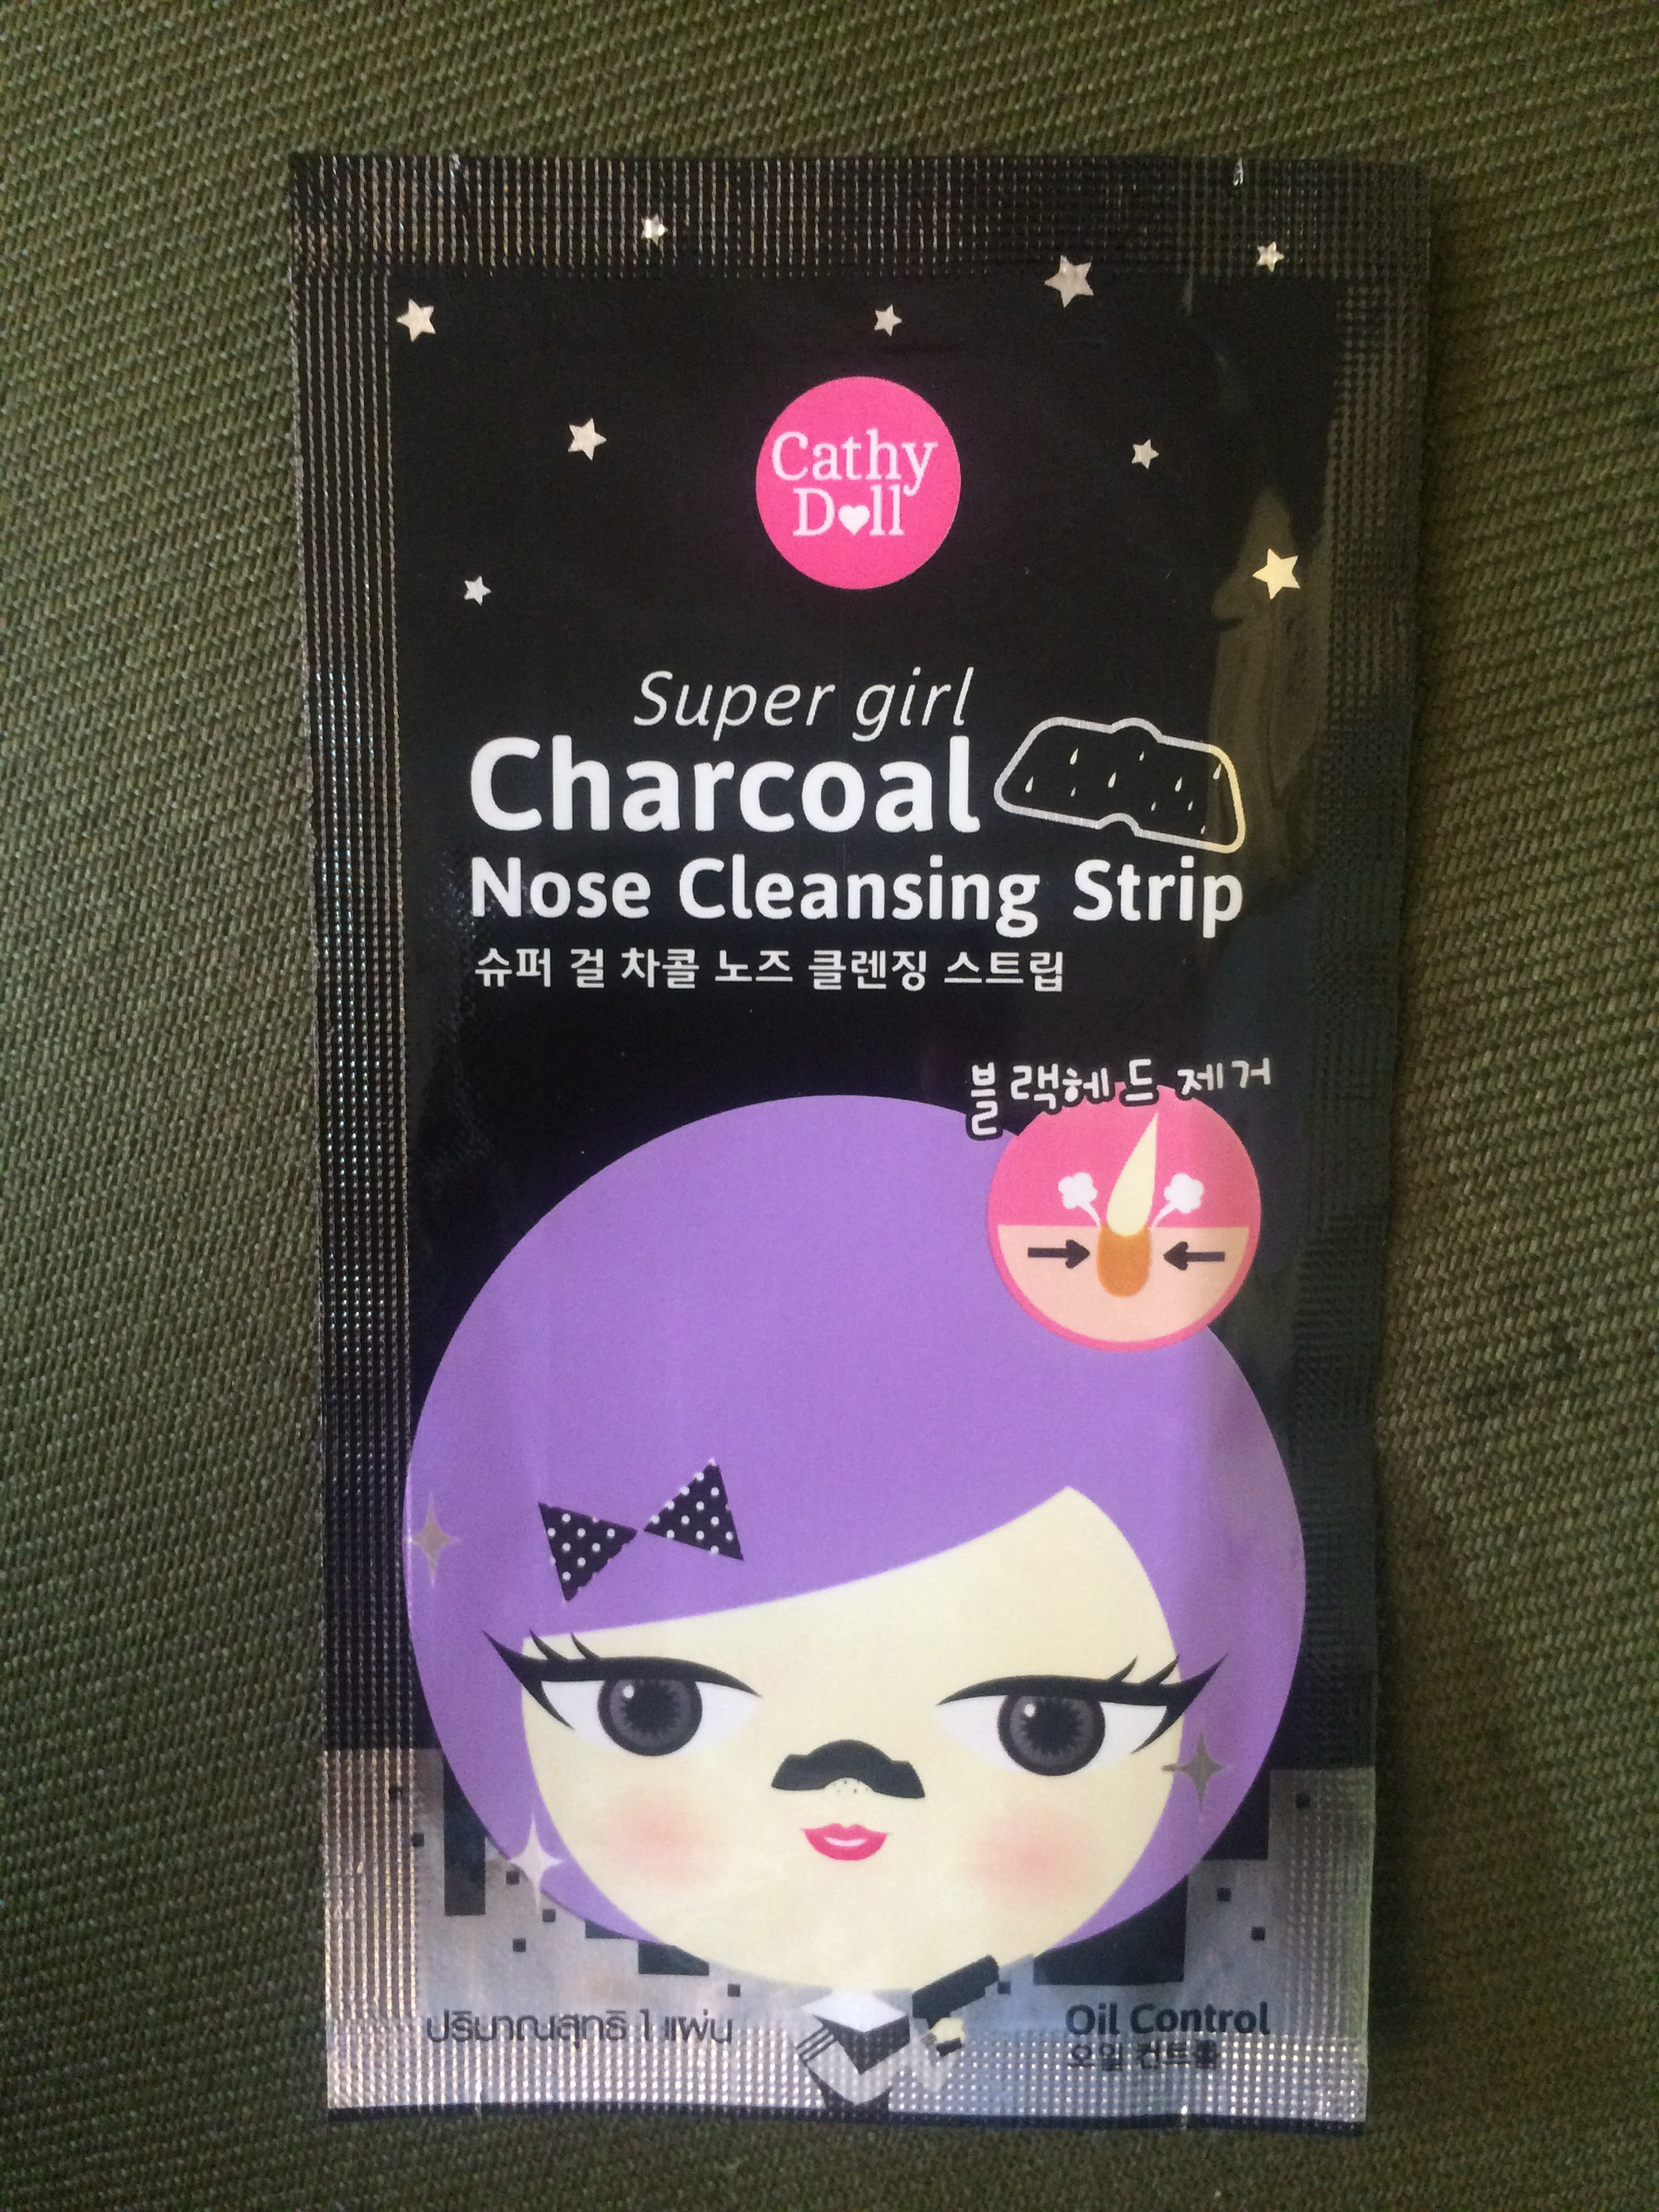 Cathy
Doll
Super girl
Charcoal
Nose Cleansing Strip
슈퍼 걸 차콜 노즈 클렌징 스트립
블랙헤드 제거
ปริมาณสุทธิ 1 แผ่น
Oil Control
오일 컨트롤